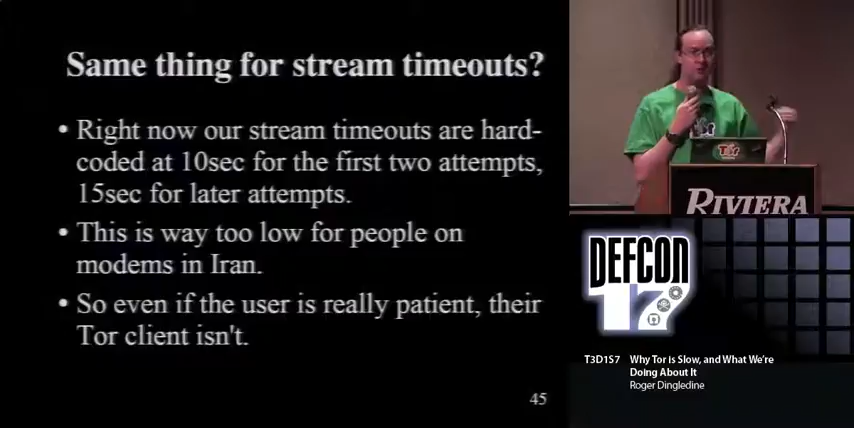 Same thing for stream timeouts?
• Right now our stream timeouts are hard-
coded at 10sec for the first two attempts,
15sec for later attempts.
• This is way too low for people on
modems in Iran.
• So even if the user is really patient, their
Tor client isn't.
45
Tor
RIVIERA
DEFCON
17
T3D1S7 Why Tor is Slow, and What We're
Doing About It
Roger Dingledine